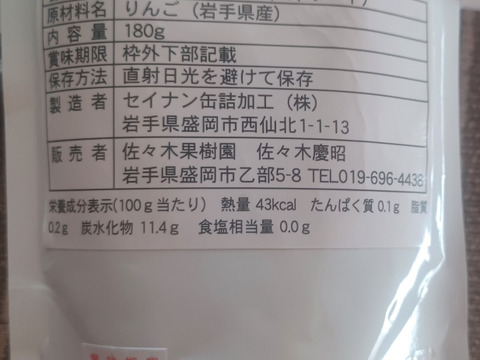 原材料名 りんご（岩手県産）
内容量 180g
賞味期限 枠外下部記載
保存方法 直射日光を避けて保存
製造者 セイナン缶詰加工（株）
岩手県盛岡市西仙北1-1-13
販売者 佐々木果樹園 佐々木慶昭
岩手県盛岡市乙部5-8 TEL019-696-4438
栄養成分表示(100g当たり) 熱量 43kcal たんぱく質 0.1g 脂質
0.2g 炭水化物 11.4g 食塩相当量 0.0g